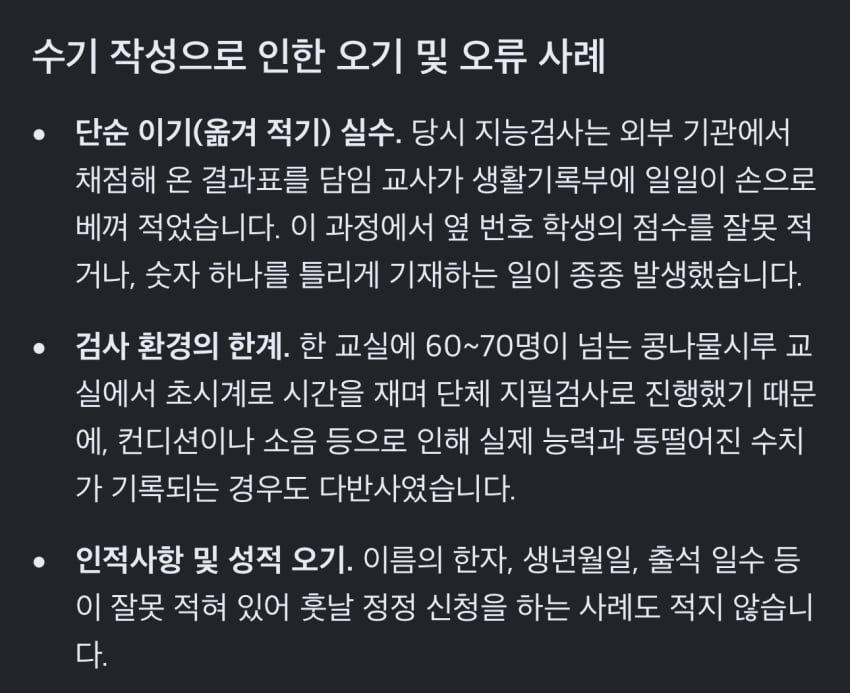 수기 작성으로 인한 오기 및 오류 사례
• 단순 이기(옮겨 적기) 실수. 당시 지능검사는 외부 기관에서
채점해 온 결과표를 담임 교사가 생활기록부에 일일이 손으로
베껴 적었습니다. 이 과정에서 옆 번호 학생의 점수를 잘못 적
거나, 숫자 하나를 틀리게 기재하는 일이 종종 발생했습니다.
• 검사 환경의 한계. 한 교실에 60~70명이 넘는 콩나물시루 교
실에서 초시계로 시간을 재며 단체 지필검사로 진행했기 때문
에, 컨디션이나 소음 등으로 인해 실제 능력과 동떨어진 수치
가 기록되는 경우도 다반사였습니다.
• 인적사항 및 성적 오기. 이름의 한자, 생년월일, 출석 일수 등
이 잘못 적혀 있어 훗날 정정 신청을 하는 사례도 적지 않습니
다.